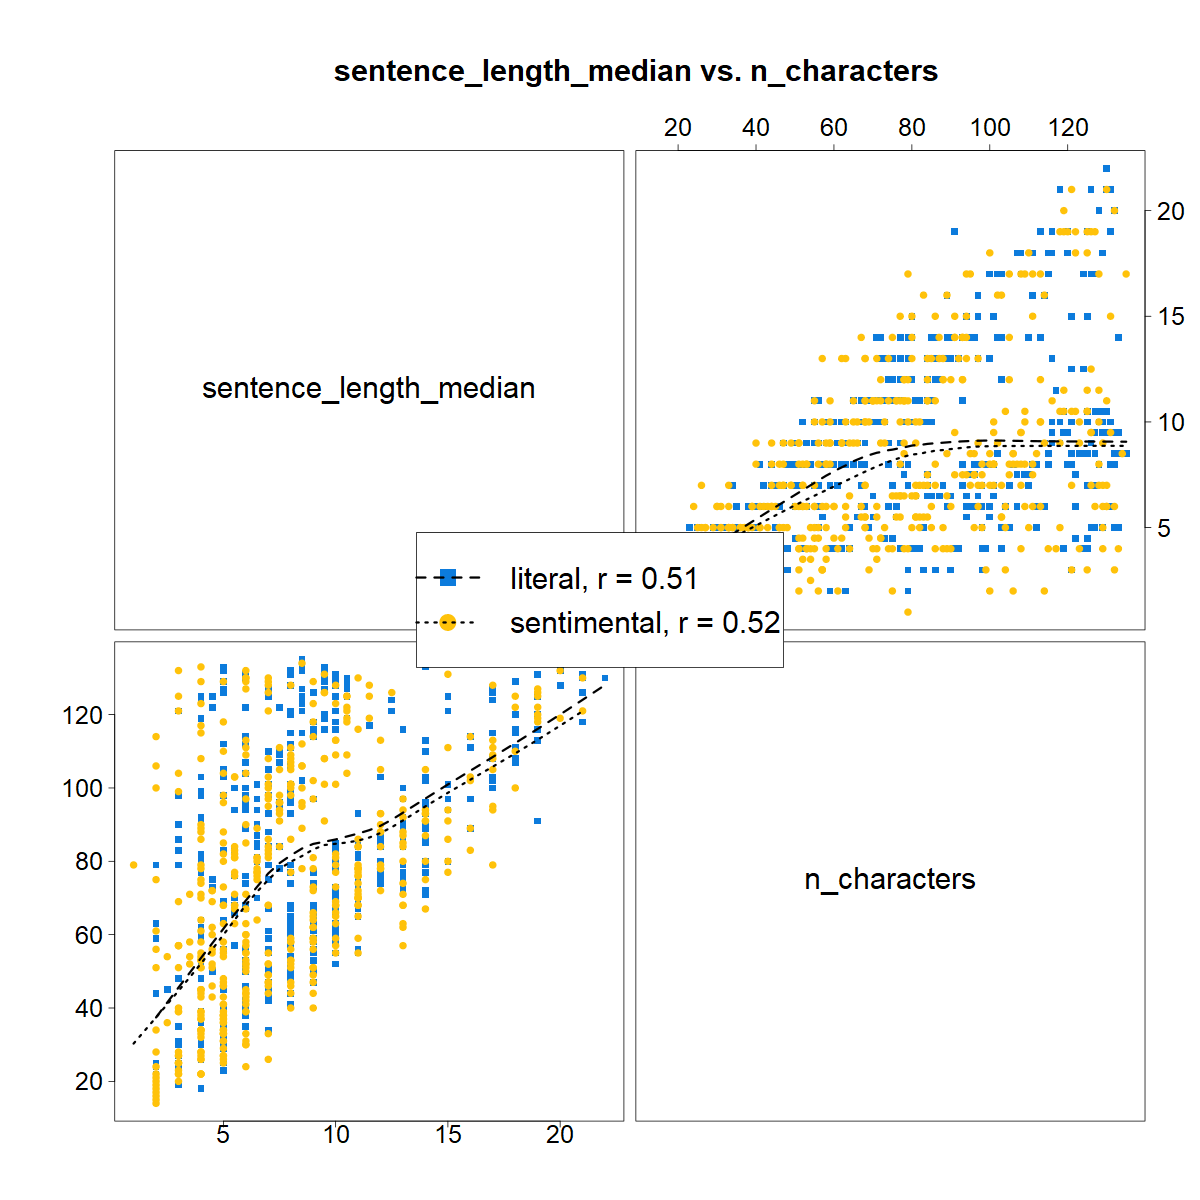 sentence_length_median vs. n_characters
20 40 60 80 100 120
sentence_length_median
20
15
10
5
literal, r = 0.51
sentimental, r = 0.52
120
100
80
60
40
20
n_characters
5 10 15 20